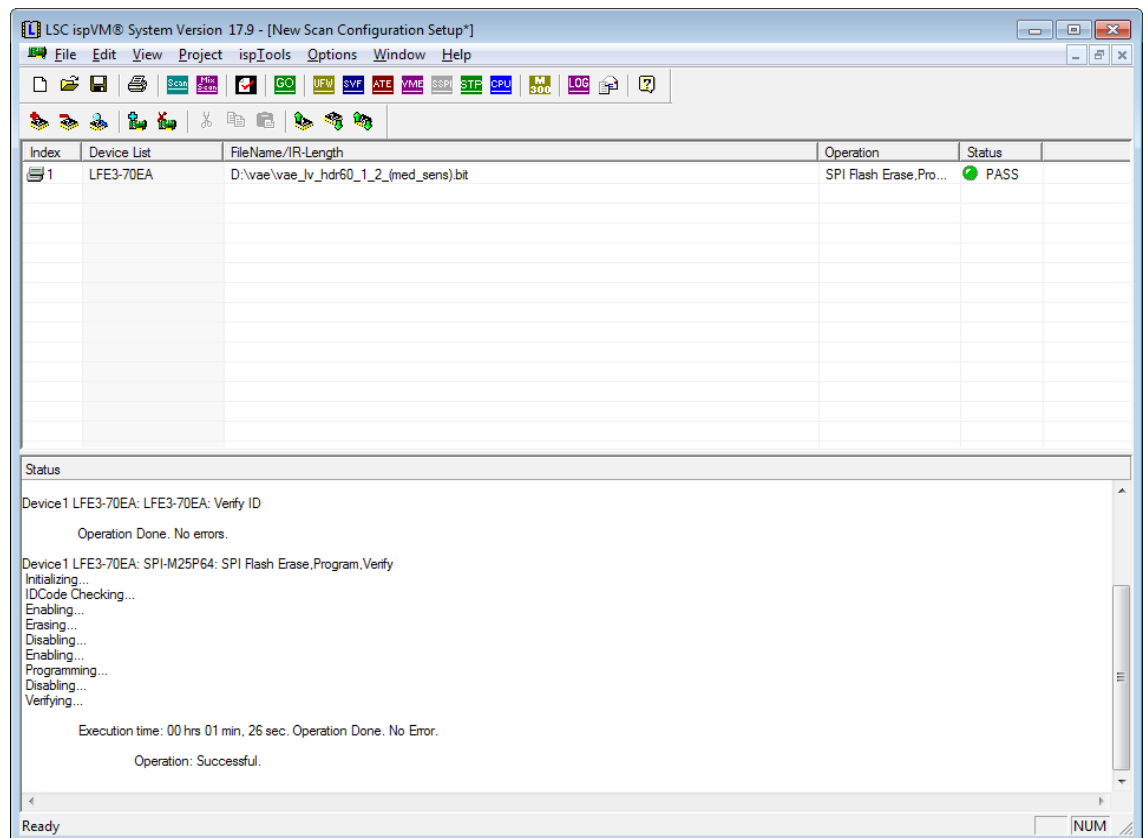 LSC ispVM® System Version 17.9 - [New Scan Configuration Setup*]
File Edit View Project ispTools Options Window Help
Scan Mix Scan GO UFW SVF ATE VME SSPI STP CPU M 300 LOG
Index Device List FileName/IR-Length Operation Status
1 LFE3-70EA D:\vae\vae_lv_hdr60_1_2_(med_sens).bit SPI Flash Erase,Pro... PASS
Status
Device1 LFE3-70EA: LFE3-70EA: Verify ID
Operation Done. No errors.
Device1 LFE3-70EA: SPI-M25P64: SPI Flash Erase,Program,Verify
Initializing...
IDCode Checking...
Enabling...
Erasing...
Disabling...
Enabling...
Programming...
Disabling...
Verifying...
Execution time: 00 hrs 01 min, 26 sec. Operation Done. No Error.
Operation: Successful.
Ready NUM